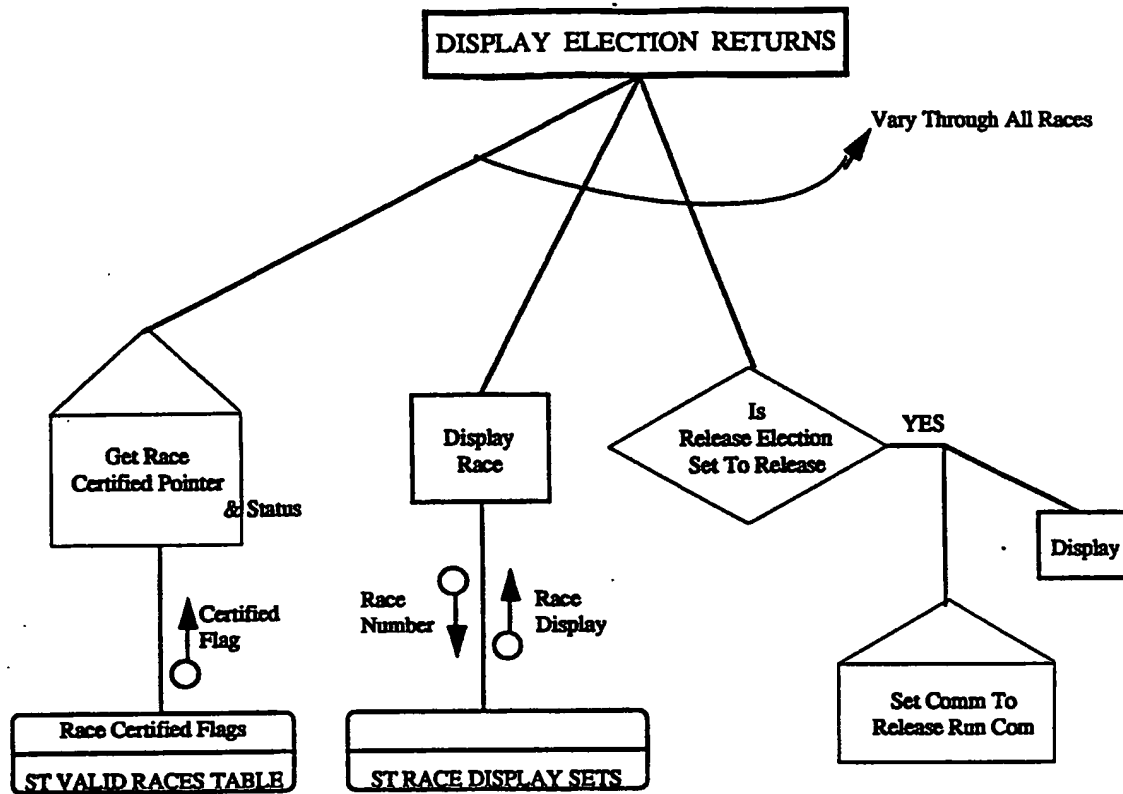 DISPLAY ELECTION RETURNS
Vary Through All Races
Get Race
Certified Pointer
& Status
Display
Race
Is
Release Election
Set To Release
YES
Display
Certified
Flag
Race
Number
Race
Display
Set Comm To
Release Run Com
Race Certified Flags
ST VALID RACES TABLE
ST RACE DISPLAY SETS